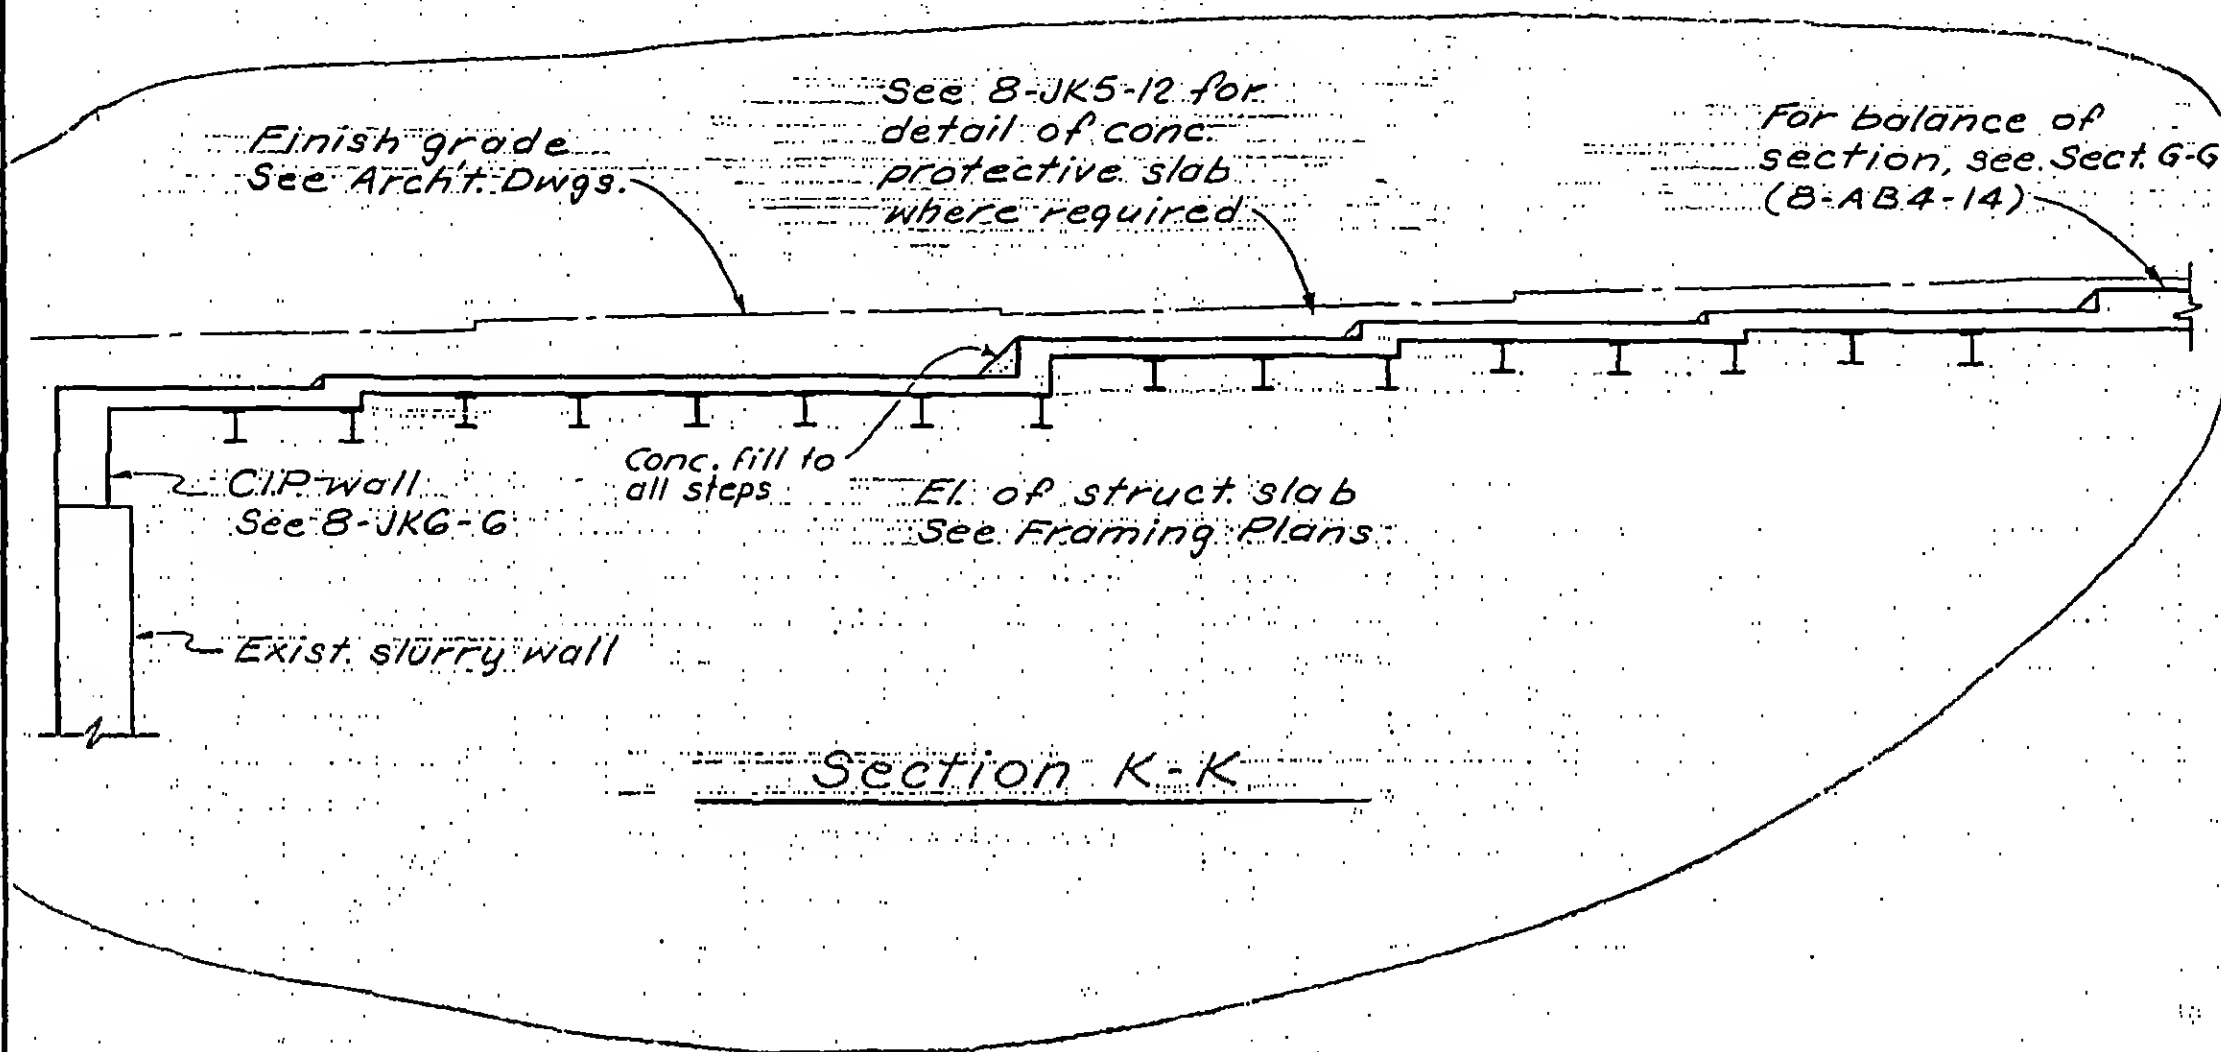 Finish grade
See Archt. Dwgs.
See 8-JK5-12 for
detail of conc.
protective slab
where required
For balance of
section, see Sect. G-G
(8-AB4-14)
CIP wall
See 8-JK6-6
Conc. fill to
all steps
El. of struct. slab
See Framing Plans
Exist. slurry wall
Section K-K